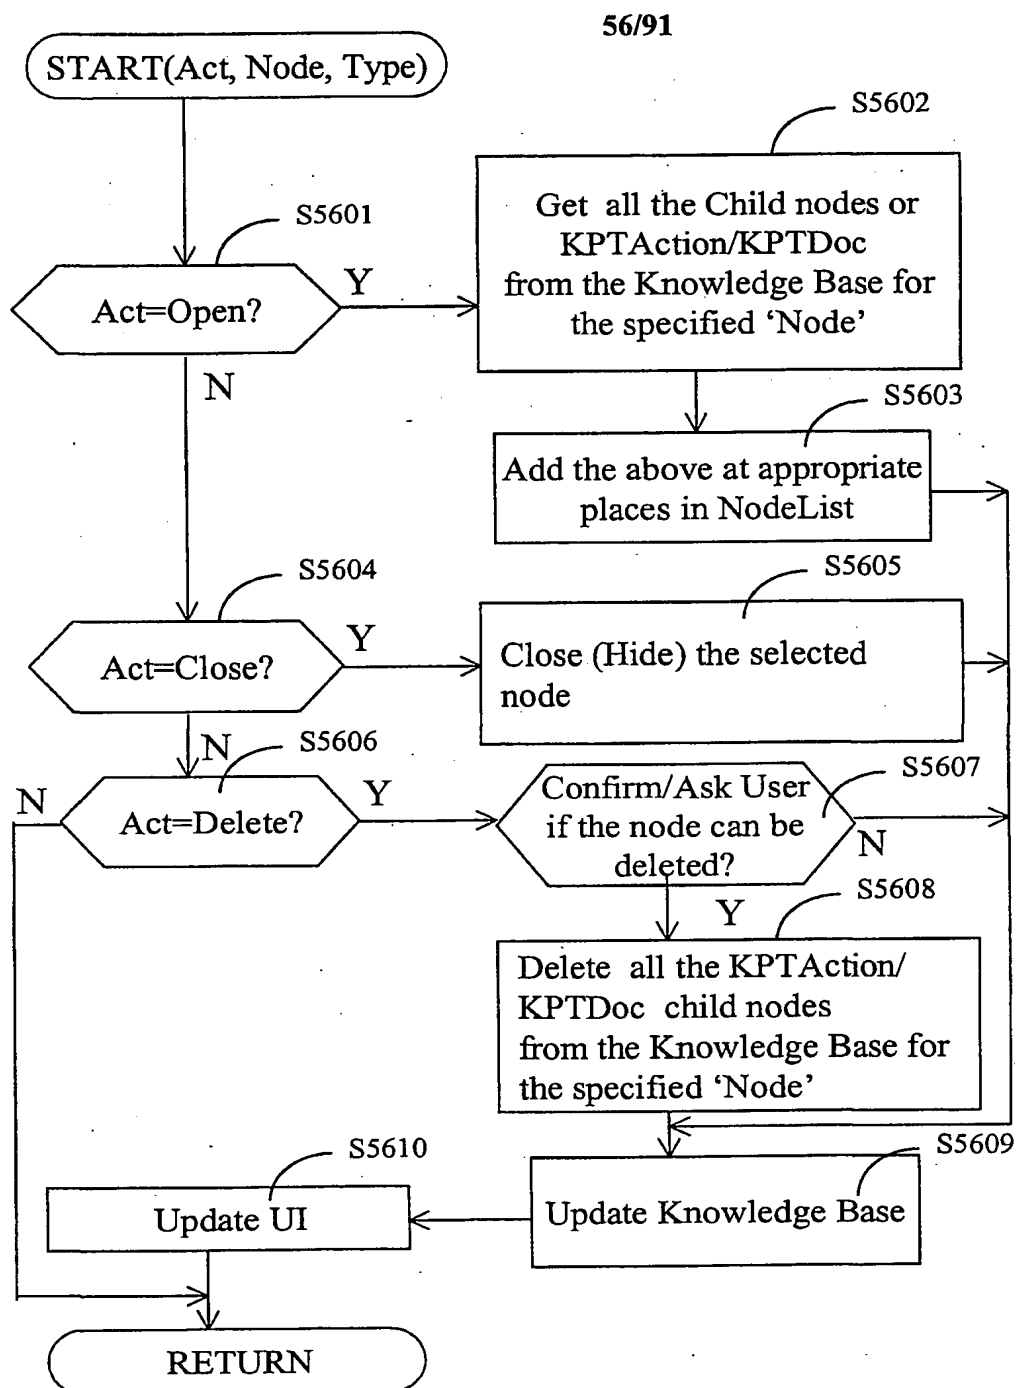 56/91
START(Act, Node, Type)
S5602
Get all the Child nodes or
KPTAction/KPTDoc
from the Knowledge Base for
the specified ‘Node’
S5601
Act=Open?
Y
N
S5603
Add the above at appropriate
places in NodeList
S5604
Act=Close?
Y
N
S5605
Close (Hide) the selected
node
S5606
Act=Delete?
N
Y
S5607
Confirm/Ask User
if the node can be
deleted?
N
Y
S5608
Delete all the KPTAction/
KPTDoc child nodes
from the Knowledge Base for
the specified ‘Node’
S5609
Update Knowledge Base
S5610
Update UI
RETURN